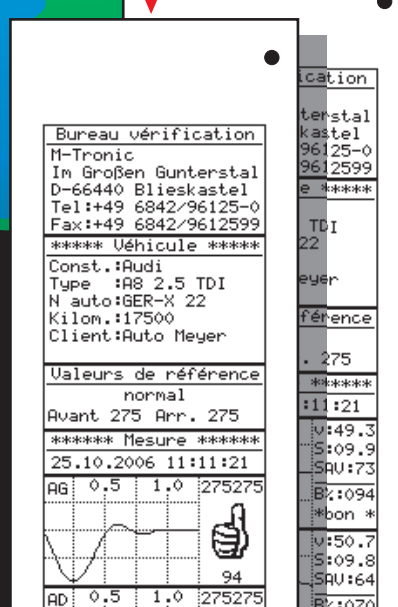 Bureau vérification
M-Tronic
Im Großen Gunterstal
D-66440 Blieskastel
Tel:+49 6842/96125-0
Fax:+49 6842/9612599
***** Véhicule *****
Const.:Audi
Type :A8 2.5 TDI
N auto:GER-X 22
Kilom.:17500
Client:Auto Meyer
Valeurs de référence
normal
Avant 275 Arr. 275
****** Mesure ******
25.10.2006 11:11:21
AG 0.5 1.0 275275
94
AD 0.5 1.0 275275
ication
terstal
kastel
96125-0
9612599
e *****
TDI
22
eyer
férence
. 275
******
:11:21
v:49.3
S:09.9
SAV:73
B%:094
*bon *
v:50.7
S:09.8
SAV:64
B%:070